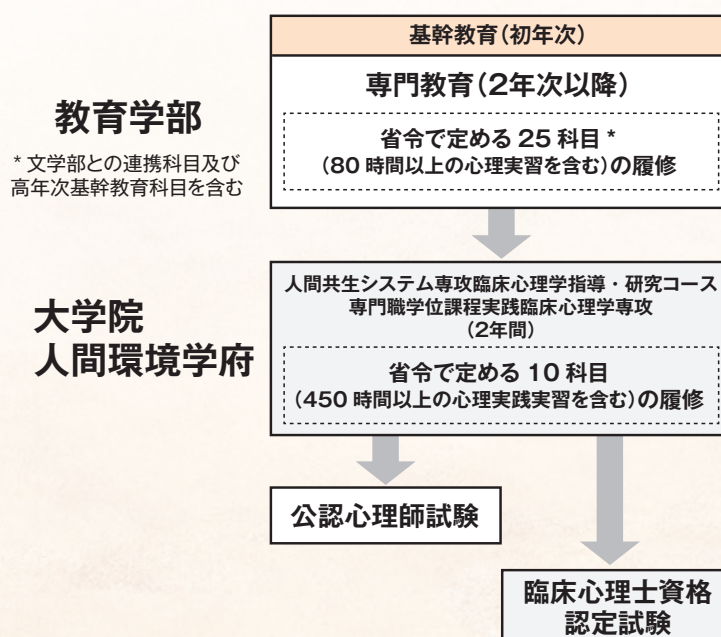 基幹教育(初年次)
専門教育(2年次以降)
教育学部
省令で定める 25 科目 *
(80 時間以上の心理実習を含む)の履修
* 文学部との連携科目及び
高年次基幹教育科目を含む
人間共生システム専攻臨床心理学指導・研究コース
専門職学位課程実践臨床心理学専攻
(2年間)
大学院
人間環境学府
省令で定める 10 科目
(450 時間以上の心理実践実習を含む)の履修
公認心理師試験
臨床心理士資格
認定試験